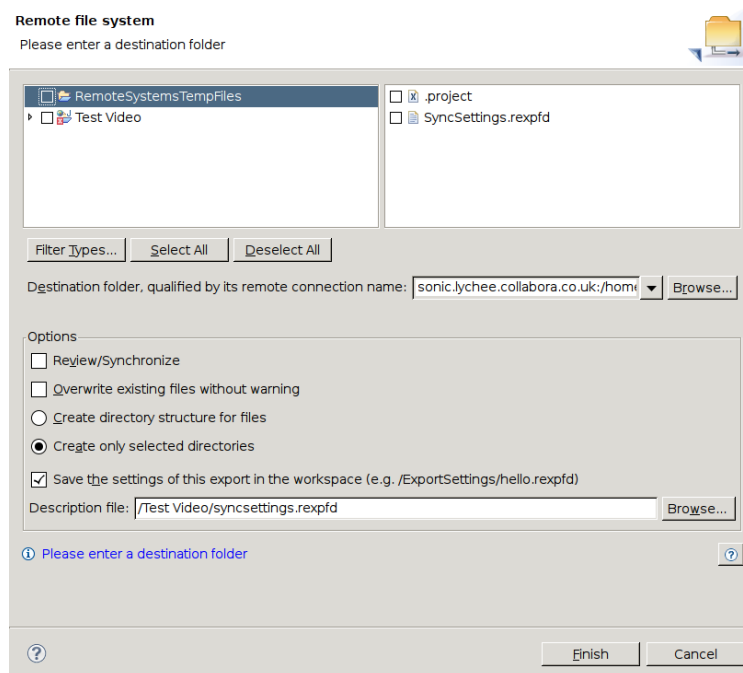 Remote file system
Please enter a destination folder
RemoteSystemsTempFiles
Test Video
.project
SyncSettings.rexpfd
Filter Types... Select All Deselect All
Destination folder, qualified by its remote connection name: sonic.lychee.collabora.co.uk:/home Browse...
Options
Review/Synchronize
Overwrite existing files without warning
Create directory structure for files
Create only selected directories
Save the settings of this export in the workspace (e.g. /ExportSettings/hello.rexpfd)
Description file: /Test Video/syncsettings.rexpfd Browse...
Please enter a destination folder
Finish Cancel